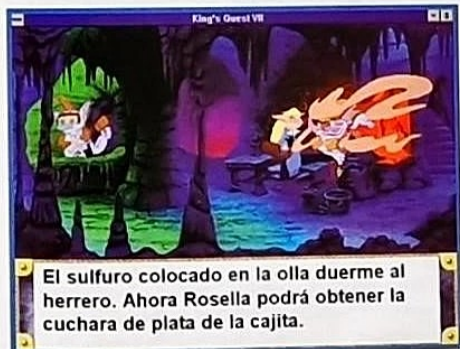 King's Quest VII
El sulfuro colocado en la olla duerme al
herrero. Ahora Rosella podrá obtener la
cuchara de plata de la cajita.